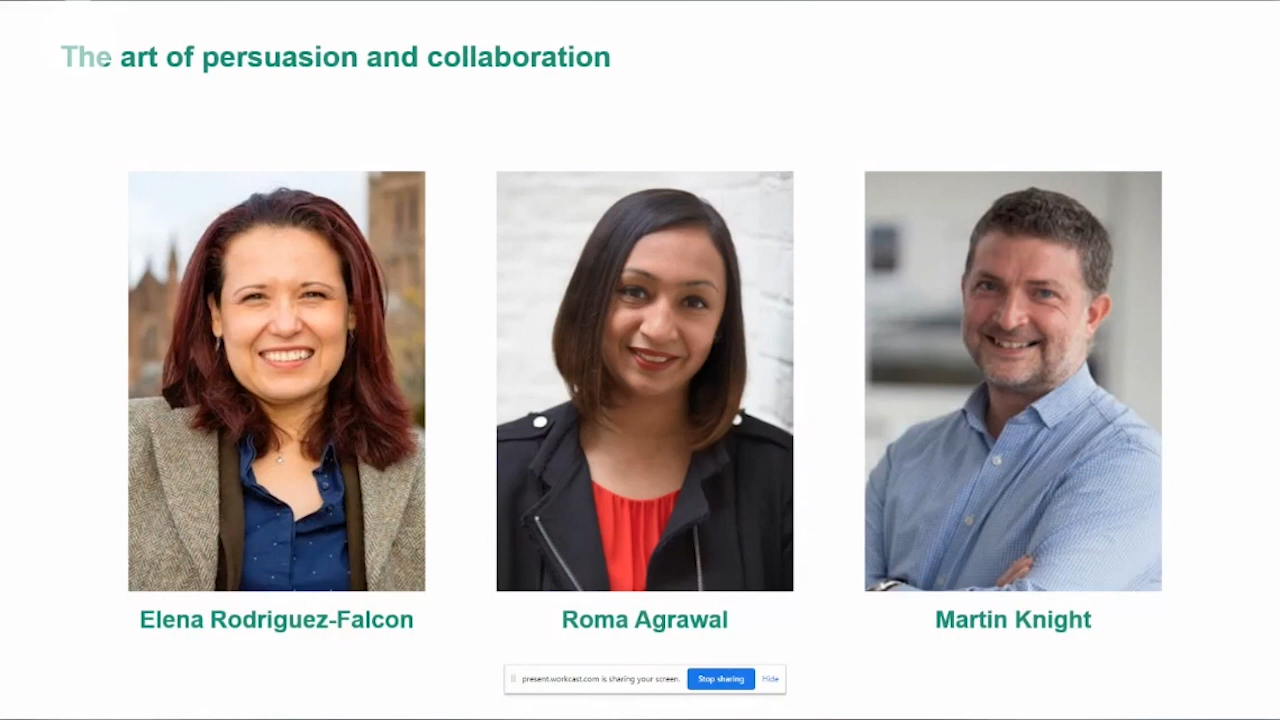 The art of persuasion and collaboration
Elena Rodriguez-Falcon
Roma Agrawal
Martin Knight
present.workcast.com is sharing your screen.
Stop sharing
Hide